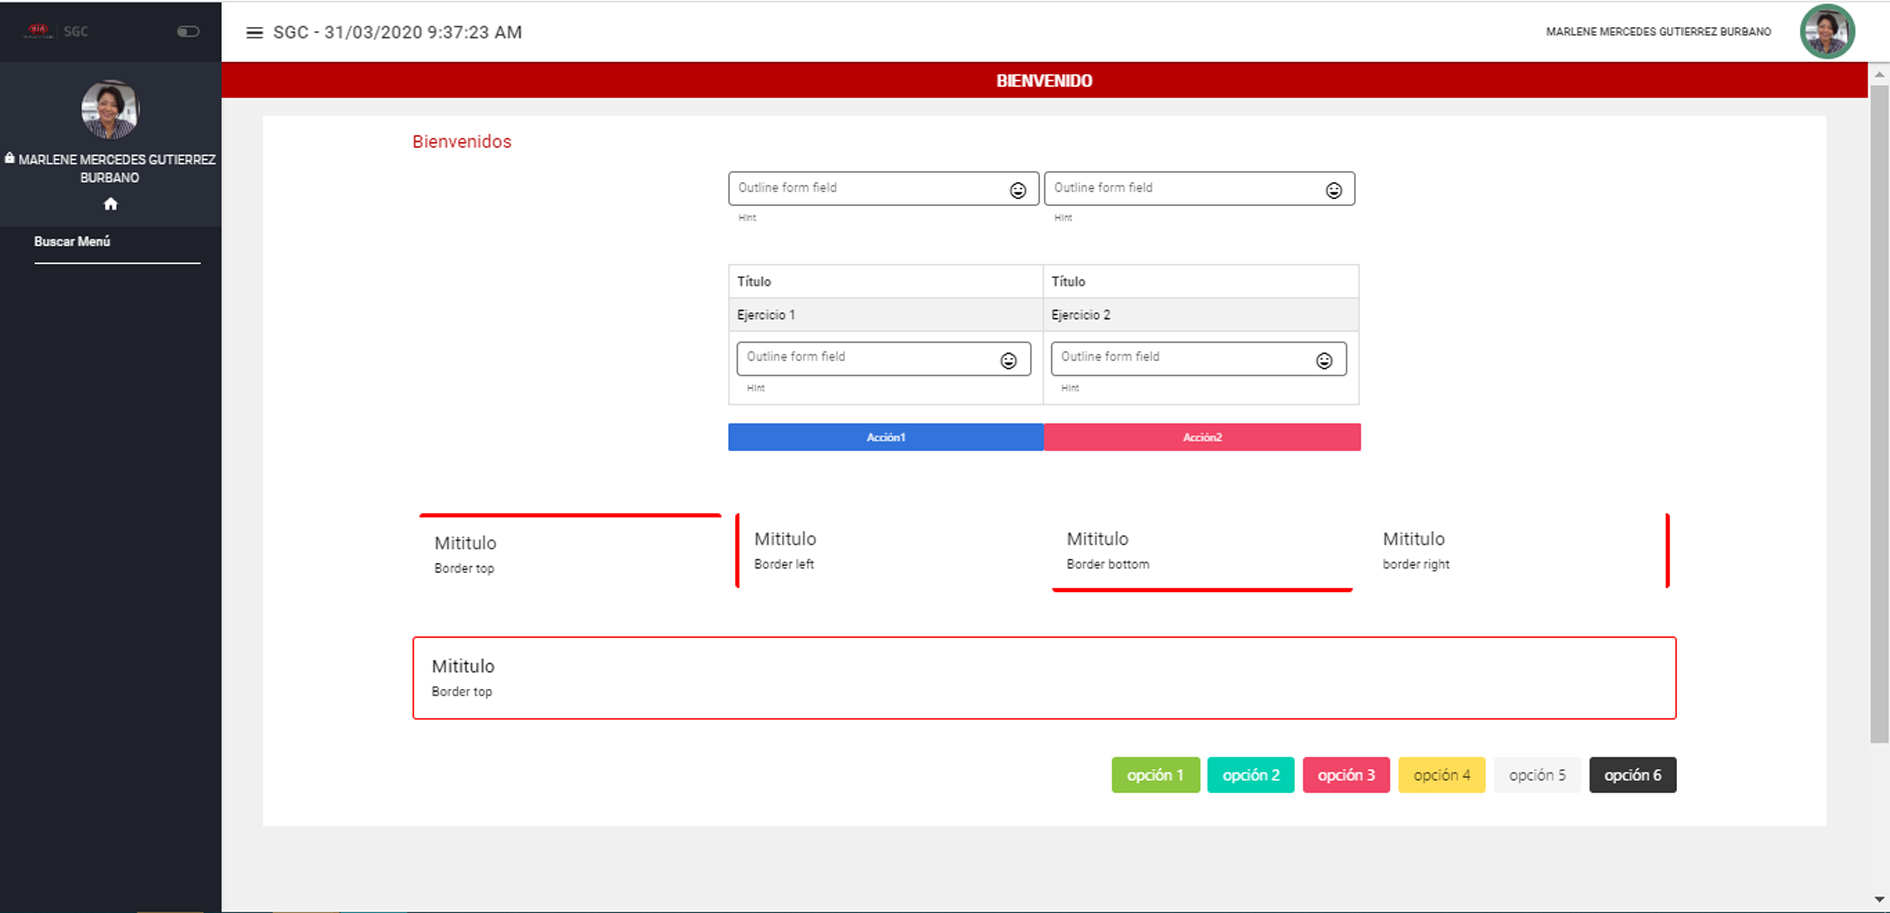 KIA SGC
SGC - 31/03/2020 9:37:23 AM
MARLENE MERCEDES GUTIERREZ BURBANO
MARLENE MERCEDES GUTIERREZ
BURBANO
Buscar Menú
BIENVENIDO
Bienvenidos
Outline form field
Outline form field
Hint
Hint
Título
Título
Ejercicio 1
Ejercicio 2
Outline form field
Outline form field
Hint
Hint
Acción1
Acción2
Mititulo
Border top
Mititulo
Border left
Mititulo
Border bottom
Mititulo
border right
Mititulo
Border top
opción 1
opción 2
opción 3
opción 4
opción 5
opción 6